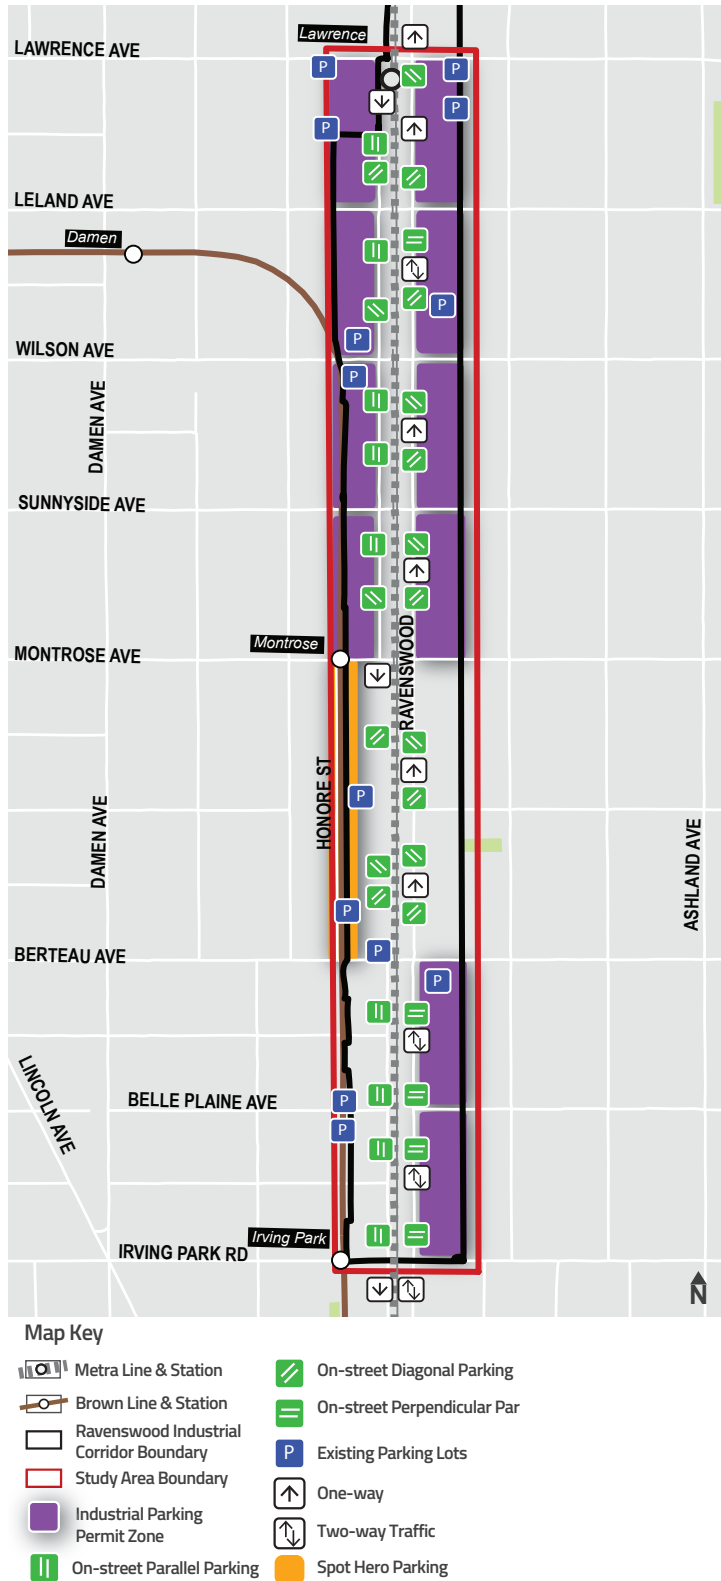 Lawrence
LAWRENCE AVE
P
P
P
P
P
LELAND AVE
Damen
P
P
WILSON AVE
P
DAMEN AVE
SUNNYSIDE AVE
RAVENSWOOD
Montrose
MONTROSE AVE
HONORE ST
P
DAMEN AVE
ASHLAND AVE
P
P
BERTEAU AVE
P
LINCOLN AVE
BELLE PLAINE AVE
P
P
Irving Park
IRVING PARK RD
N
Map Key
Metra Line & Station
Brown Line & Station
Ravenswood Industrial
Corridor Boundary
Study Area Boundary
Industrial Parking
Permit Zone
On-street Parallel Parking
On-street Diagonal Parking
On-street Perpendicular Par
P
Existing Parking Lots
One-way
Two-way Traffic
Spot Hero Parking